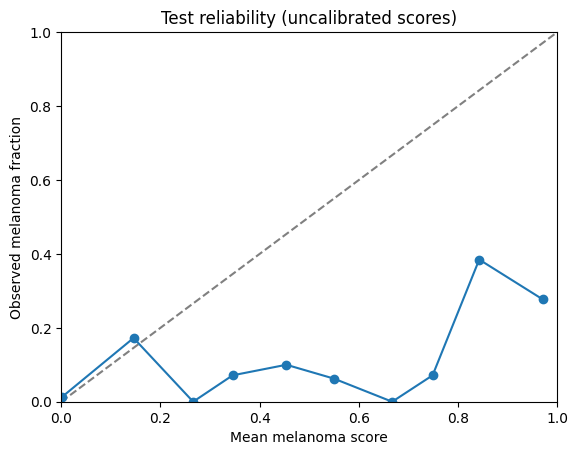 Test reliability (uncalibrated scores)
1.0
0.8
0.6
0.4
0.2
0.0
Observed melanoma fraction
0.0 0.2 0.4 0.6 0.8 1.0
Mean melanoma score